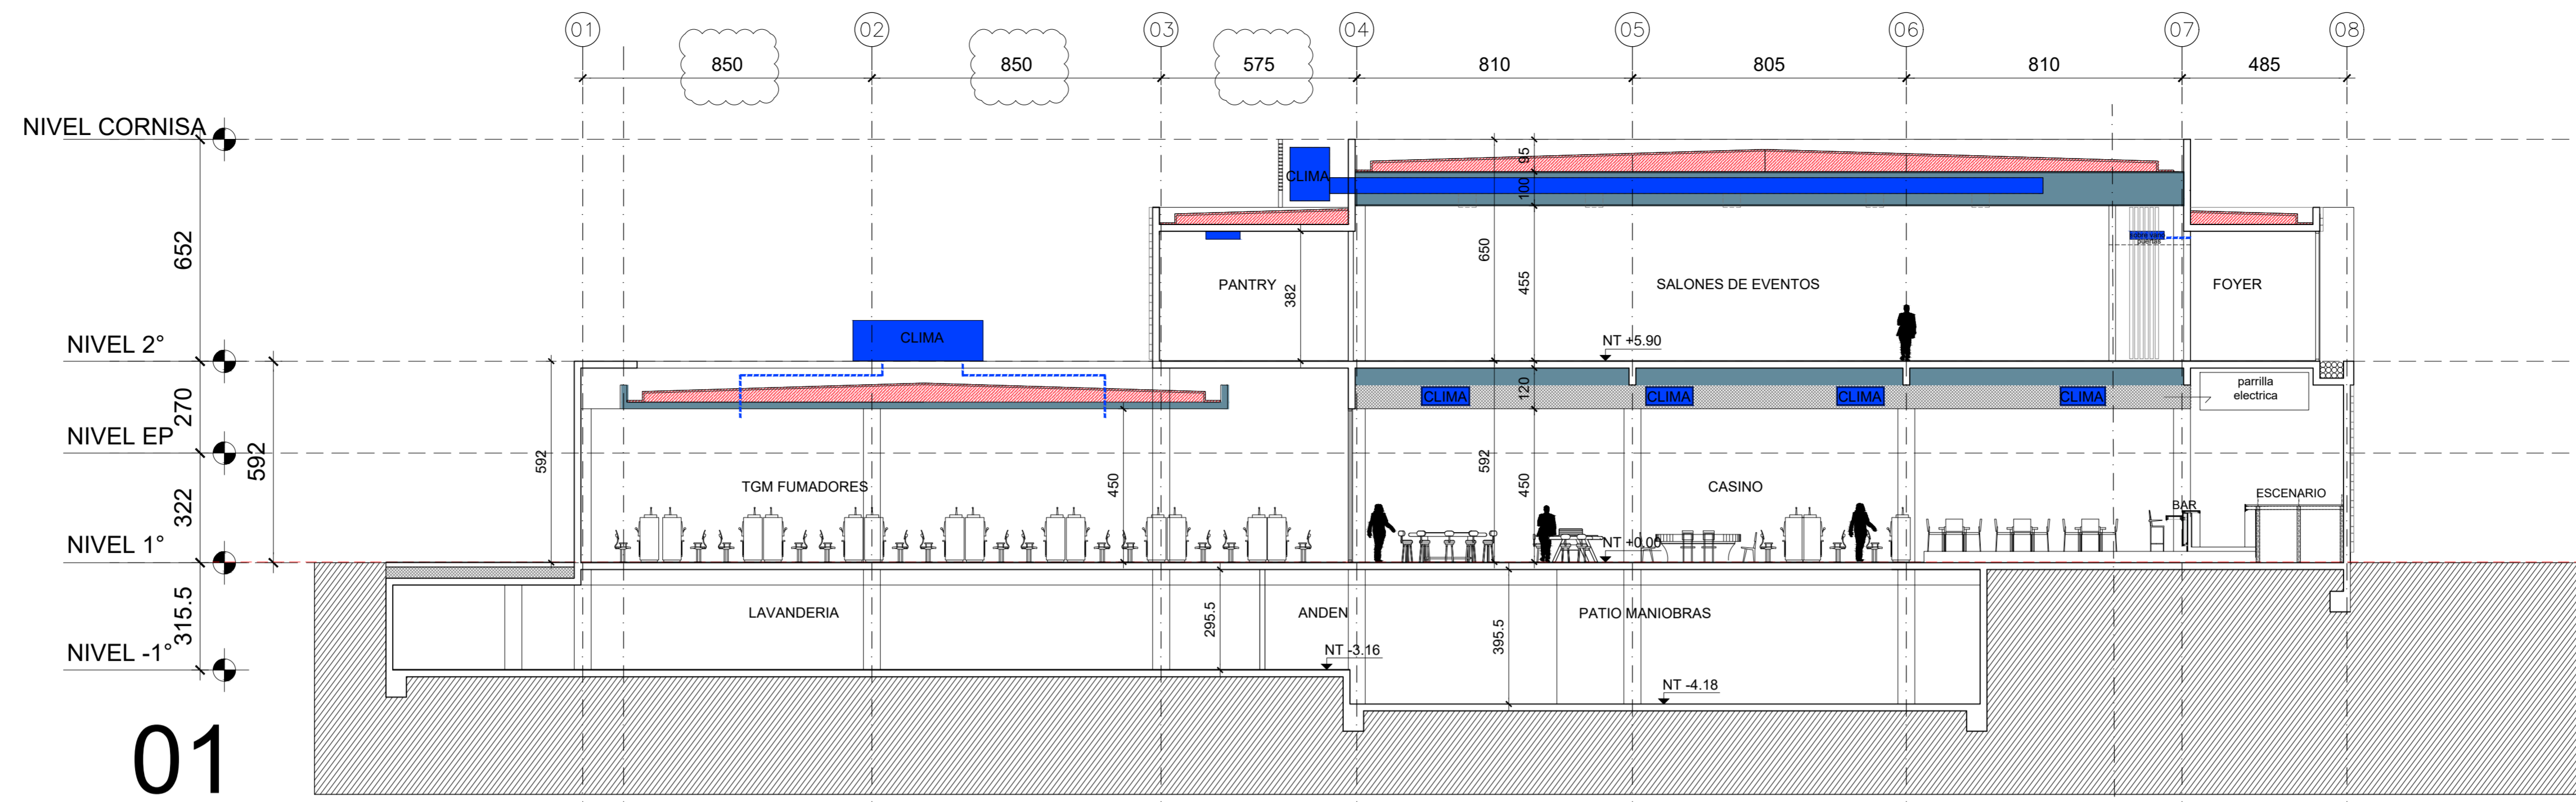 01 02 03 04 05 06 07 08
850 850 575 810 805 810 485
NIVEL CORNISA
95
CLIMA
100
652
650
PANTRY
382
455
SALONES DE EVENTOS
FOYER
CLIMA
NT +5.90
NIVEL 2°
270
120
CLIMA CLIMA CLIMA CLIMA
parrilla
electrica
NIVEL EP
592
592
592
TGM FUMADORES
450
450
CASINO
BAR
ESCENARIO
322
NT +0.00
NIVEL 1°
315.5
LAVANDERIA
295.5
ANDEN
395.5
PATIO MANIOBRAS
NIVEL -1°
NT -3.16
NT -4.18
01